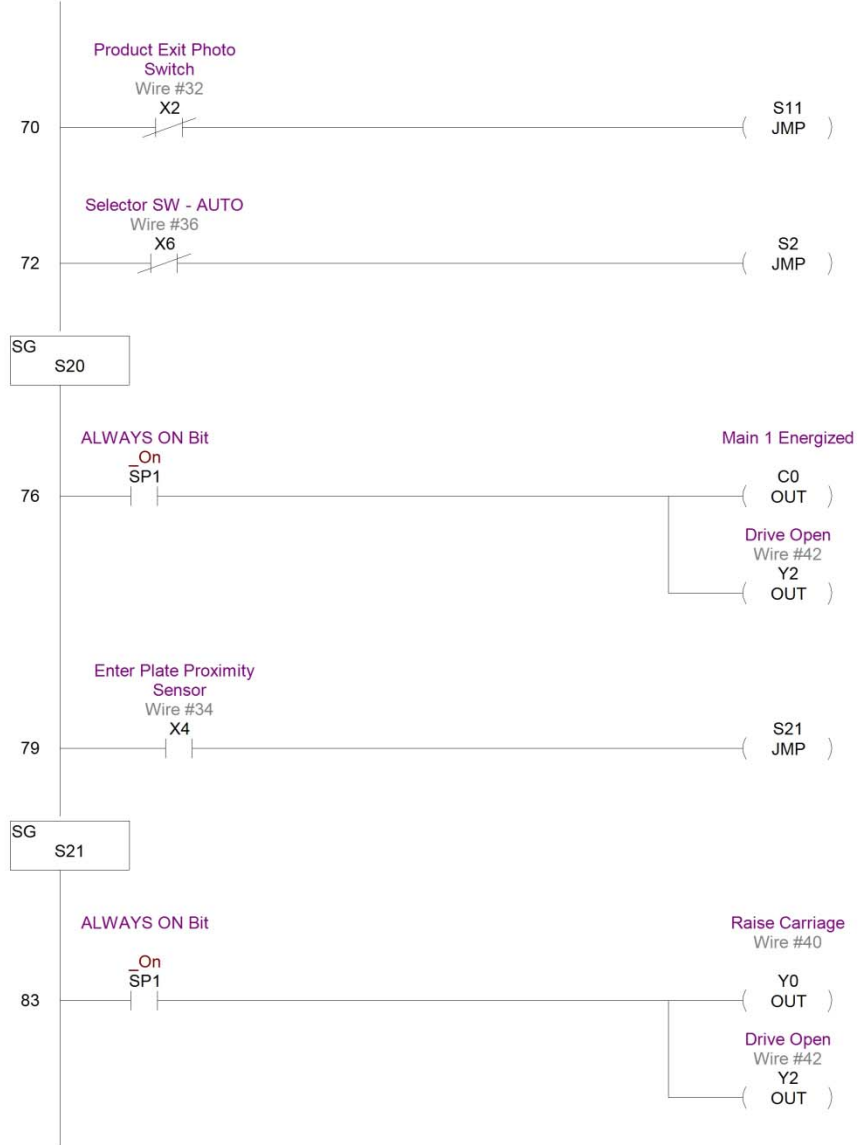 Product Exit Photo
Switch
Wire #32
X2
S11
70
JMP
Selector SW - AUTO
Wire #36
X6
S2
72
JMP
SG
S20
ALWAYS ON Bit
Main 1 Energized
_On
SP1
C0
76
OUT
Drive Open
Wire #42
Y2
OUT
Enter Plate Proximity
Sensor
Wire #34
X4
S21
79
JMP
SG
S21
ALWAYS ON Bit
Raise Carriage
Wire #40
_On
SP1
Y0
83
OUT
Drive Open
Wire #42
Y2
OUT